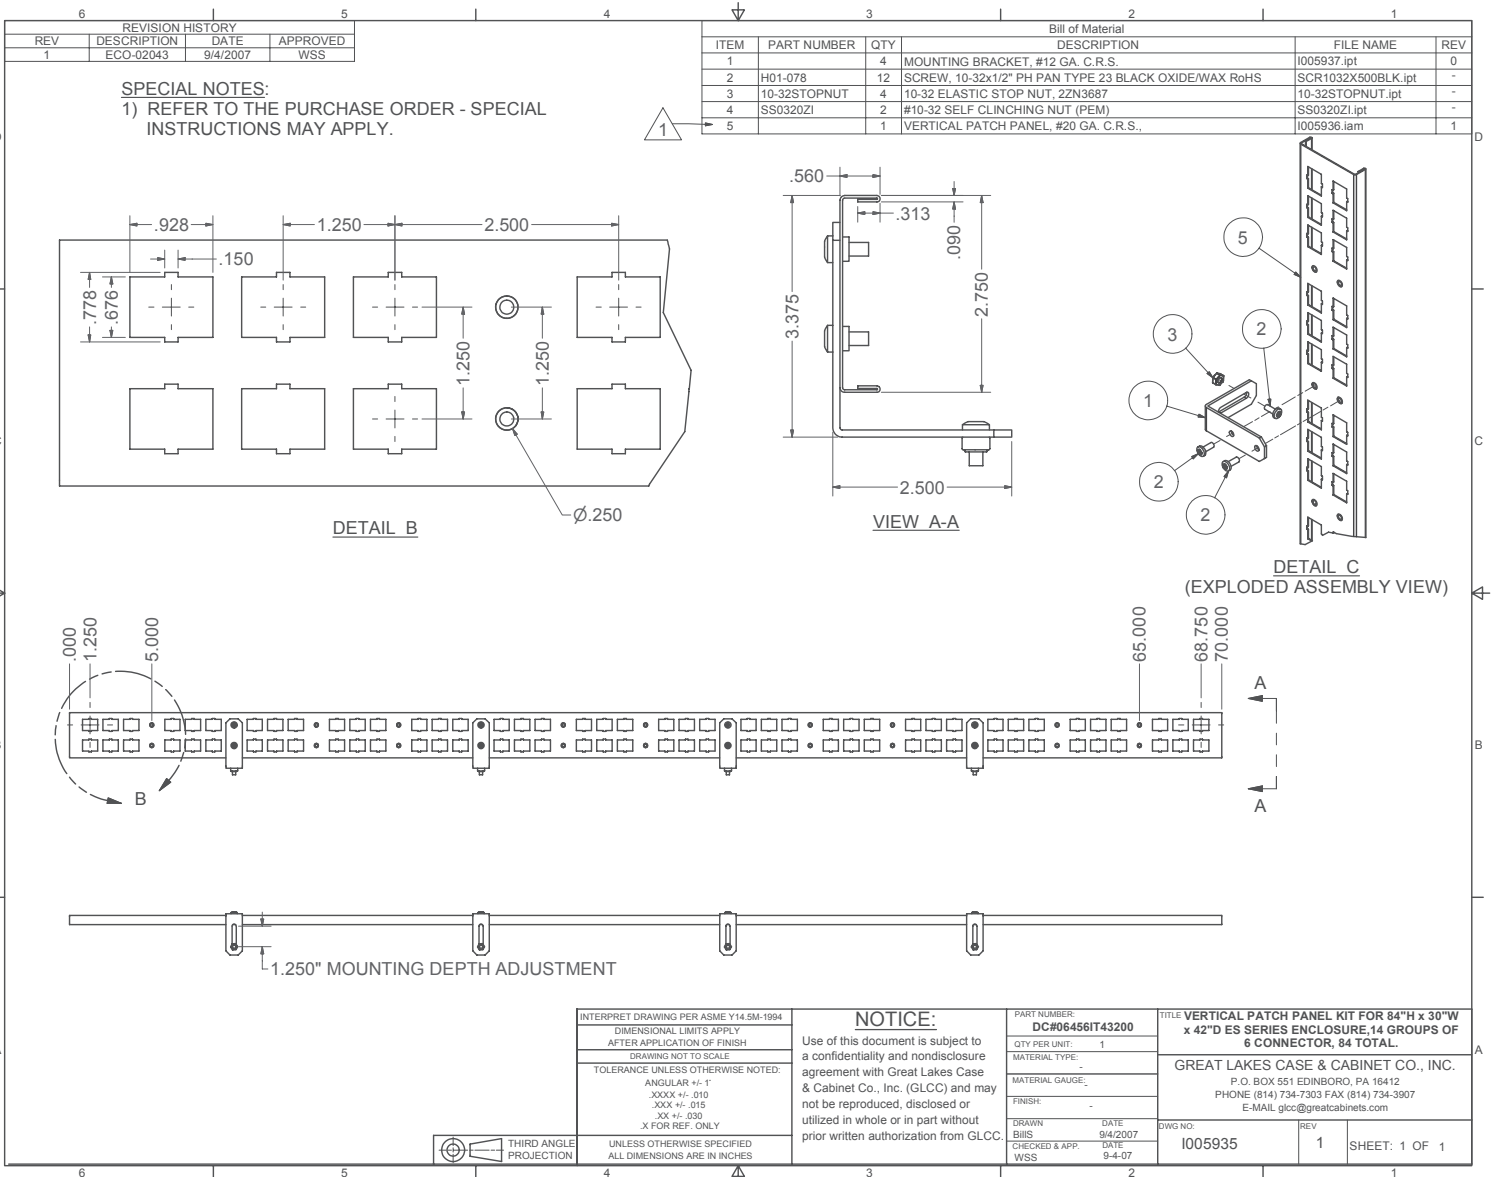 6 5 4 3 2 1
REVISION HISTORY
REV DESCRIPTION DATE APPROVED
1 ECO-02043 9/4/2007 WSS
Bill of Material
ITEM PART NUMBER QTY DESCRIPTION FILE NAME REV
1 4 MOUNTING BRACKET, #12 GA. C.R.S. I005937.ipt 0
2 H01-078 12 SCREW, 10-32x1/2" PH PAN TYPE 23 BLACK OXIDE/WAX RoHS SCR1032X500BLK.ipt -
3 10-32STOPNUT 4 10-32 ELASTIC STOP NUT, 2ZN3687 10-32STOPNUT.ipt -
4 SS0320ZI 2 #10-32 SELF CLINCHING NUT (PEM) SS0320ZI.ipt -
5 1 VERTICAL PATCH PANEL, #20 GA. C.R.S., I005936.iam 1
1
SPECIAL NOTES:
1) REFER TO THE PURCHASE ORDER - SPECIAL
INSTRUCTIONS MAY APPLY.
D
.928
1.250
2.500
.150
.778
.676
1.250
1.250
Ø.250
DETAIL B
.560
.313
.090
3.375
2.750
2.500
VIEW A-A
5
3
2
1
2
2
C
DETAIL C
(EXPLODED ASSEMBLY VIEW)
.000
1.250
5.000
65.000
68.750
70.000
A
B
A
B
1.250" MOUNTING DEPTH ADJUSTMENT
INTERPRET DRAWING PER ASME Y14.5M-1994
DIMENSIONAL LIMITS APPLY
AFTER APPLICATION OF FINISH
DRAWING NOT TO SCALE
TOLERANCE UNLESS OTHERWISE NOTED:
ANGULAR +/- 1°
.XXXX +/- .010
.XXX +/- .015
.XX +/- .030
.X FOR REF. ONLY
UNLESS OTHERWISE SPECIFIED
ALL DIMENSIONS ARE IN INCHES
THIRD ANGLE
PROJECTION
NOTICE:
Use of this document is subject to
a confidentiality and nondisclosure
agreement with Great Lakes Case
& Cabinet Co., Inc. (GLCC) and may
not be reproduced, disclosed or
utilized in whole or in part without
prior written authorization from GLCC.
PART NUMBER:
DC#06456IT43200
QTY PER UNIT: 1
MATERIAL TYPE:
-
MATERIAL GAUGE:
-
FINISH:
-
DRAWN DATE
BillS 9/4/2007
CHECKED & APP. DATE
WSS 9-4-07
TITLE VERTICAL PATCH PANEL KIT FOR 84"H x 30"W
x 42"D ES SERIES ENCLOSURE,14 GROUPS OF
6 CONNECTOR, 84 TOTAL.
GREAT LAKES CASE & CABINET CO., INC.
P.O. BOX 551 EDINBORO, PA 16412
PHONE (814) 734-7303 FAX (814) 734-3907
E-MAIL glcc@greatcabinets.com
DWG NO:
I005935
REV
1
SHEET: 1 OF 1
A
6 5 4 3 2 1